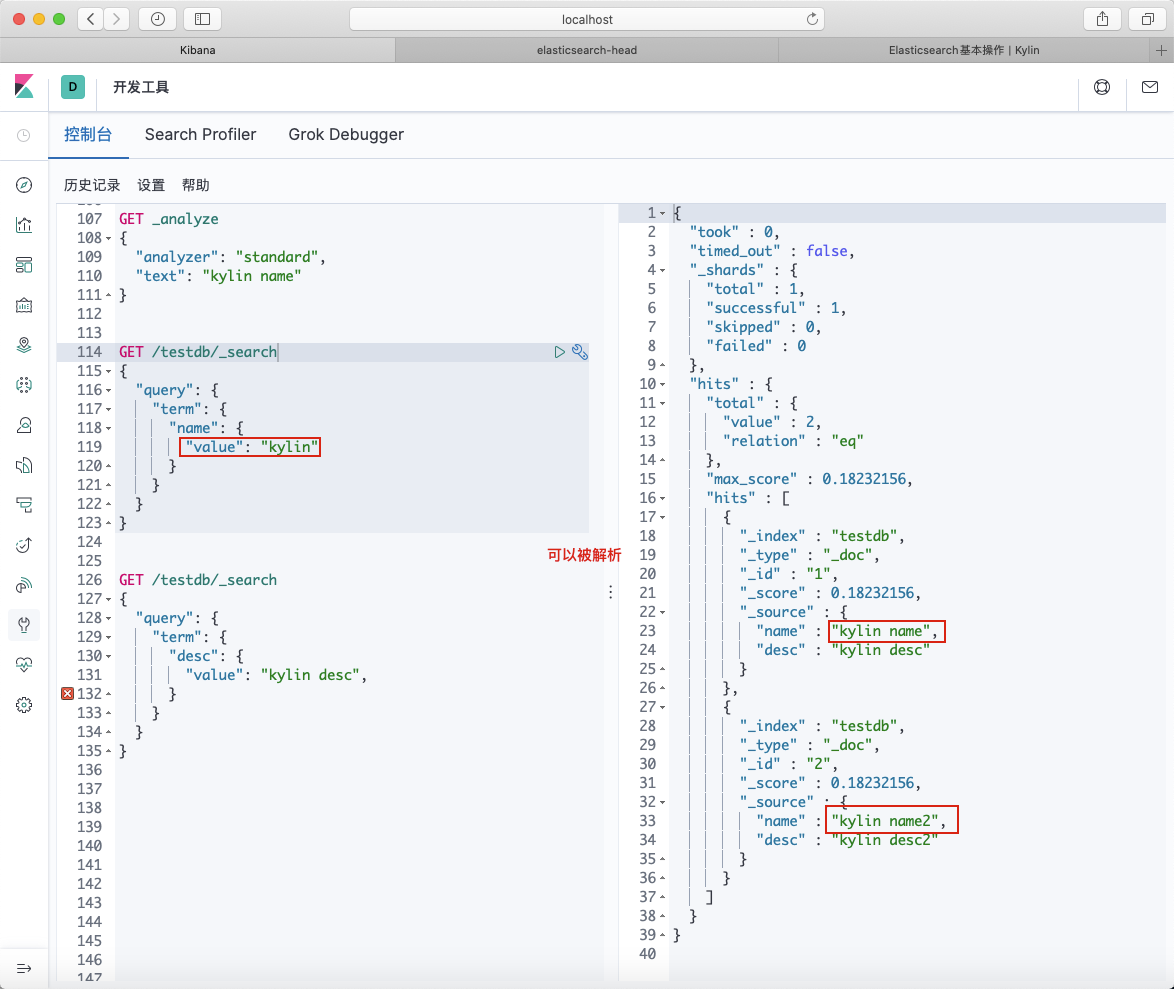 localhost
Kibana
elasticsearch-head
Elasticsearch基本操作 | Kylin
D
开发工具
控制台
Search Profiler
Grok Debugger
历史记录 设置 帮助
107 GET _analyze
108 {
109 "analyzer": "standard",
110 "text": "kylin name"
111 }
112
113
114 GET /testdb/_search
115 {
116 "query": {
117 "term": {
118 "name": {
119 "value": "kylin"
120 }
121 }
122 }
123 }
124
125
126 GET /testdb/_search
127 {
128 "query": {
129 "term": {
130 "desc": {
131 "value": "kylin desc",
132 }
133 }
134 }
135 }
136
137
138
139
140
141
142
143
144
145
146
147
可以被解析
1 {
2 "took" : 0,
3 "timed_out" : false,
4 "_shards" : {
5 "total" : 1,
6 "successful" : 1,
7 "skipped" : 0,
8 "failed" : 0
9 },
10 "hits" : {
11 "total" : {
12 "value" : 2,
13 "relation" : "eq"
14 },
15 "max_score" : 0.18232156,
16 "hits" : [
17 {
18 "_index" : "testdb",
19 "_type" : "_doc",
20 "_id" : "1",
21 "_score" : 0.18232156,
22 "_source" : {
23 "name" : "kylin name",
24 "desc" : "kylin desc"
25 }
26 },
27 {
28 "_index" : "testdb",
29 "_type" : "_doc",
30 "_id" : "2",
31 "_score" : 0.18232156,
32 "_source" : {
33 "name" : "kylin name2",
34 "desc" : "kylin desc2"
35 }
36 }
37 ]
38 }
39 }
40